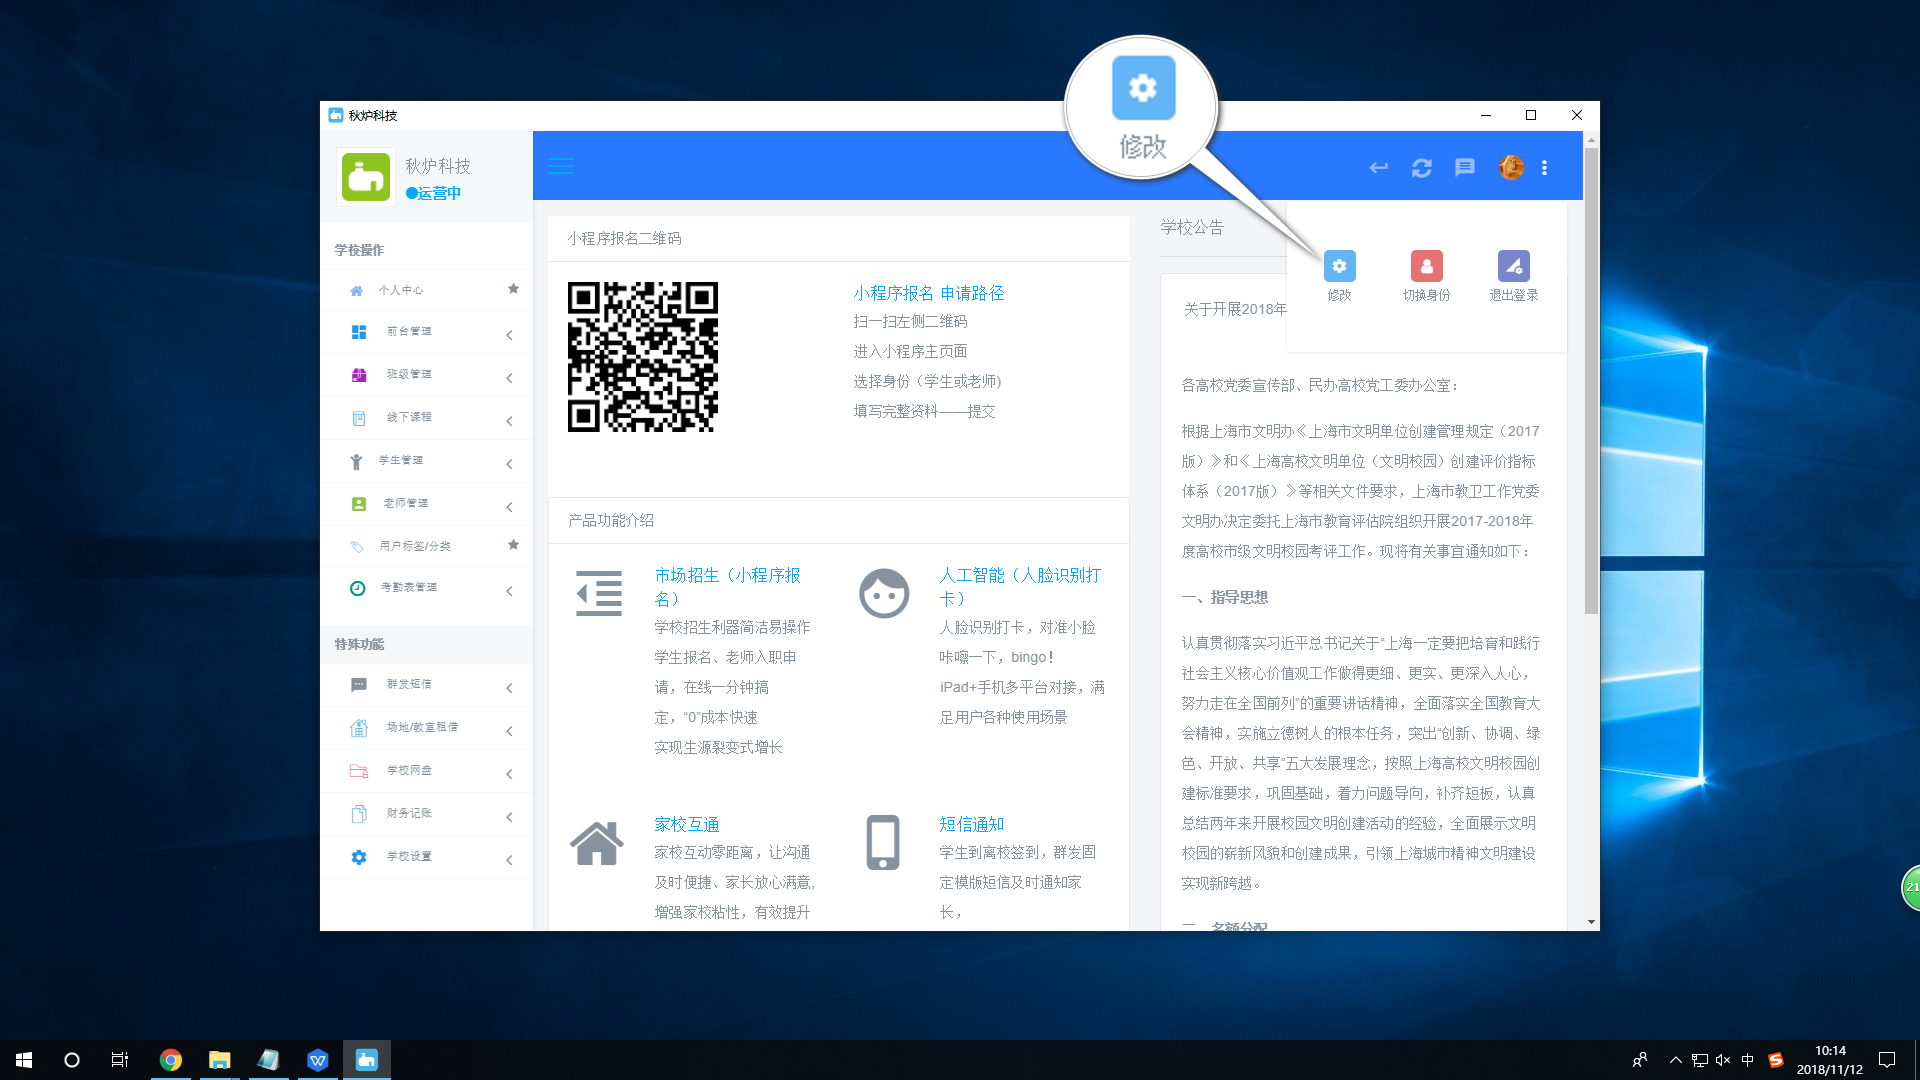 修改
秋炉科技
秋炉科技
运营中
学校操作
个人中心
前台管理
班级管理
线下课程
学生管理
老师管理
用户标签/分类
考勤表管理
特殊功能
群发短信
场地/教室租借
学校网盘
财务记账
学校设置
小程序报名二维码
小程序报名 申请路径
扫一扫左侧二维码
进入小程序主页面
选择身份（学生或老师)
填写完整资料——提交
产品功能介绍
市场招生（小程序报
名）
学校招生利器简洁易操作
学生报名、老师入职申
请，在线一分钟搞
定，“0”成本快速
实现生源裂变式增长
人工智能（人脸识别打
卡）
人脸识别打卡，对准小脸
咔嚓一下，bingo！
iPad+手机多平台对接，满
足用户各种使用场景
家校互通
家校互动零距离，让沟通
及时便捷、家长放心满意,
增强家校粘性，有效提升
短信通知
学生到离校签到，群发固
定模版短信及时通知家
长，
学校公告
修改
切换身份
退出登录
关于开展2018年
各高校党委宣传部、民办高校党工委办公室：
根据上海市文明办《上海市文明单位创建管理规定（2017
版）》和《上海高校文明单位（文明校园）创建评价指标
体系（2017版）》等相关文件要求，上海市教卫工作党委
文明办决定委托上海市教育评估院组织开展2017-2018年
度高校市级文明校园考评工作。现将有关事宜通知如下：
一、指导思想
认真贯彻落实习近平总书记关于“上海一定要把培育和践行
社会主义核心价值观工作做得更细、更实、更深入人心，
努力走在全国前列”的重要讲话精神，全面落实全国教育大
会精神，实施立德树人的根本任务，突出“创新、协调、绿
色、开放、共享”五大发展理念，按照上海高校文明校园创
建标准要求，巩固基础，着力问题导向，补齐短板，认真
总结两年来开展校园文明创建活动的经验，全面展示文明
校园的崭新风貌和创建成果，引领上海城市精神文明建设
实现新跨越。
二、名额分配
21
中
10:14
2018/11/12